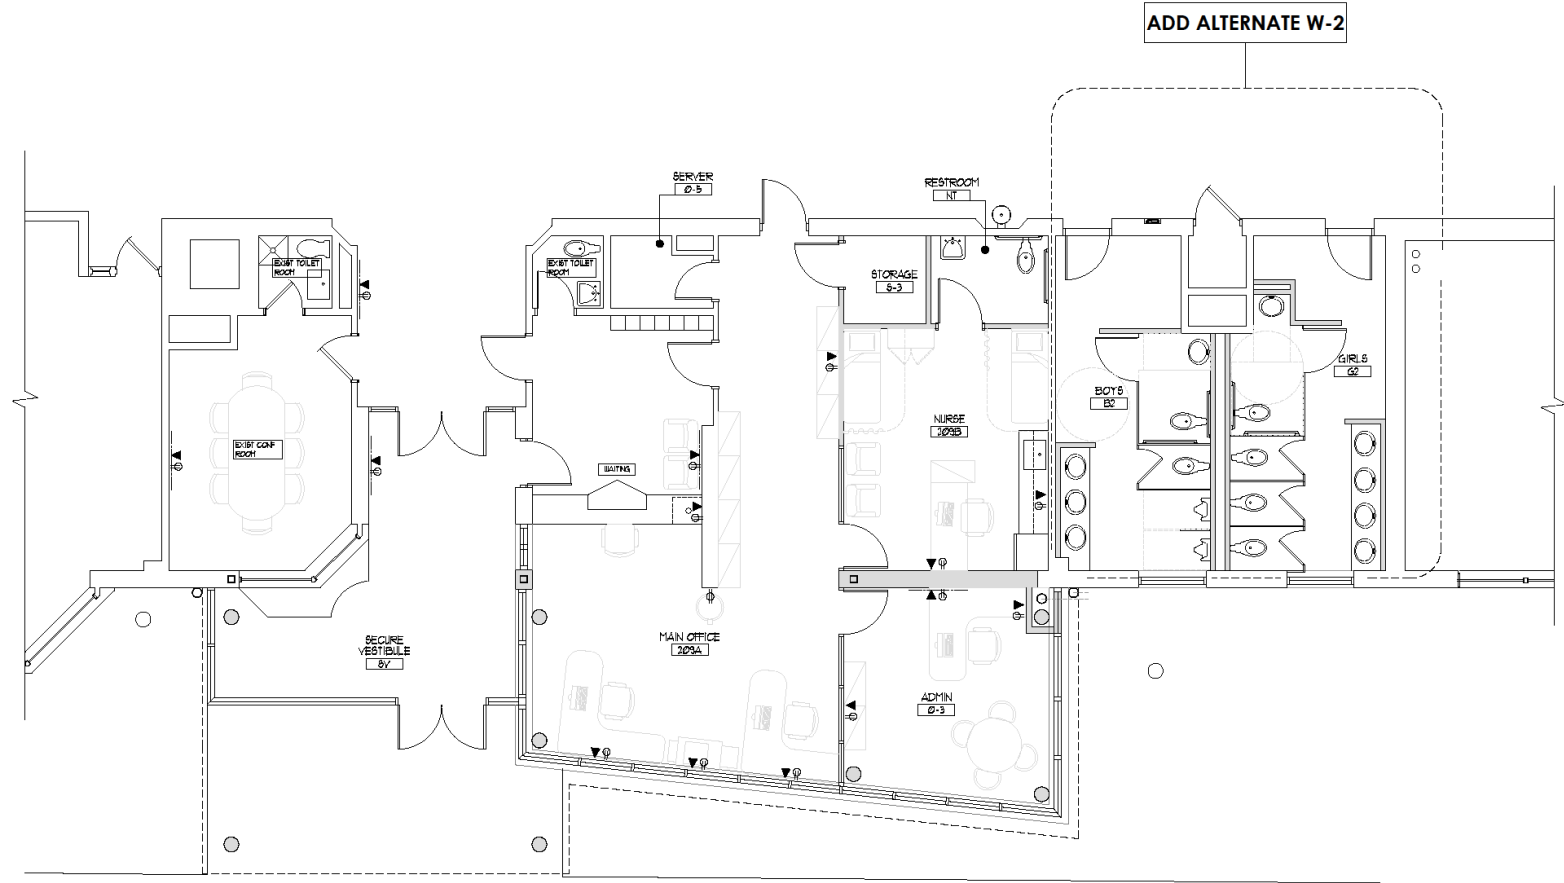 ADD ALTERNATE W-2
SERVER
O-5
RESTROOM
NT
EXIST TOILET
ROOM
EXIST TOILET
ROOM
STORAGE
S-3
GIRLS
G2
BOYS
B2
NURSE
209B
EXIST CONF
ROOM
WAITING
SECURE
VESTIBULE
SV
MAIN OFFICE
209A
ADMIN
O-3